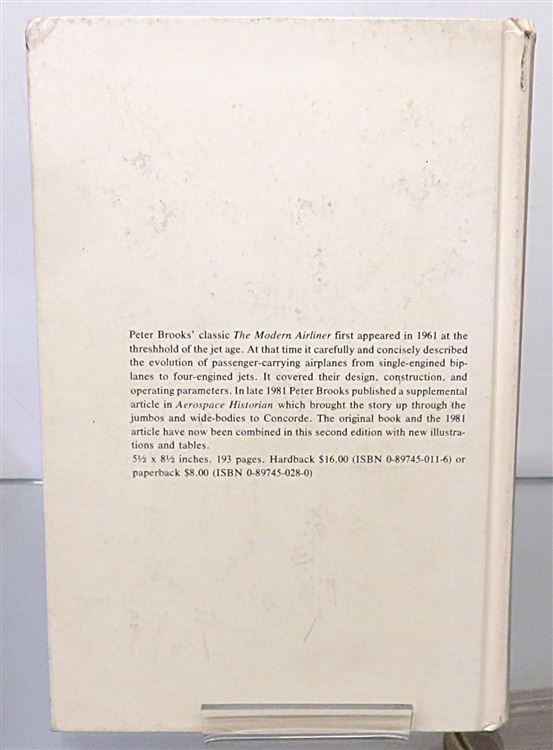 Peter Brooks' classic The Modern Airliner first appeared in 1961 at the
threshhold of the jet age. At that time it carefully and concisely described
the evolution of passenger-carrying airplanes from single-engined bip-
lanes to four-engined jets. It covered their design, construction, and
operating parameters. In late 1981 Peter Brooks published a supplemental
article in Aerospace Historian which brought the story up through the
jumbos and wide-bodies to Concorde. The original book and the 1981
article have now been combined in this second edition with new illustra-
tions and tables.
5½ x 8½ inches. 193 pages. Hardback $16.00 (ISBN 0-89745-011-6) or
paperback $8.00 (ISBN 0-89745-028-0)